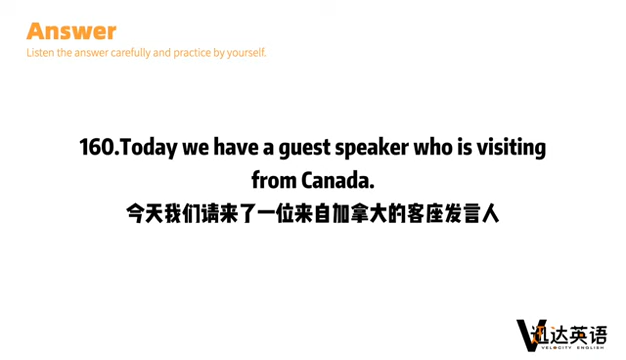 Answer
Listen the answer carefully and practice by yourself.
160.Today we have a guest speaker who is visiting
from Canada.
今天我们请来了一位来自加拿大的客座发言人
迅达英语
VELOCITY ENGLISH